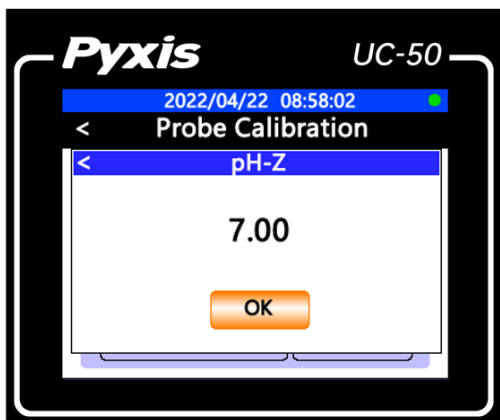 Pyxis UC-50
2022/04/22 08:58:02
< Probe Calibration
< pH-Z
7.00
OK